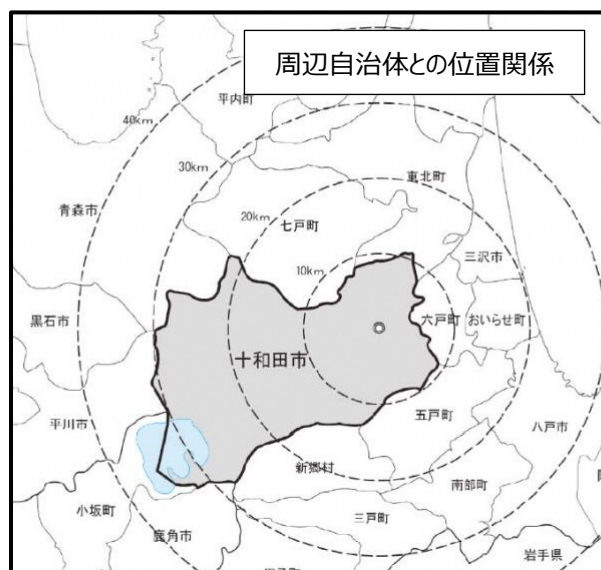 周辺自治体との位置関係
平内町
40km
30km
東北町
青森市
20km
七戸町
10km
三沢市
黒石市
六戸町
おいらせ町
十和田市
平川市
五戸町
八戸市
新郷村
南部町
小坂町
三戸町
鹿角市
岩手県